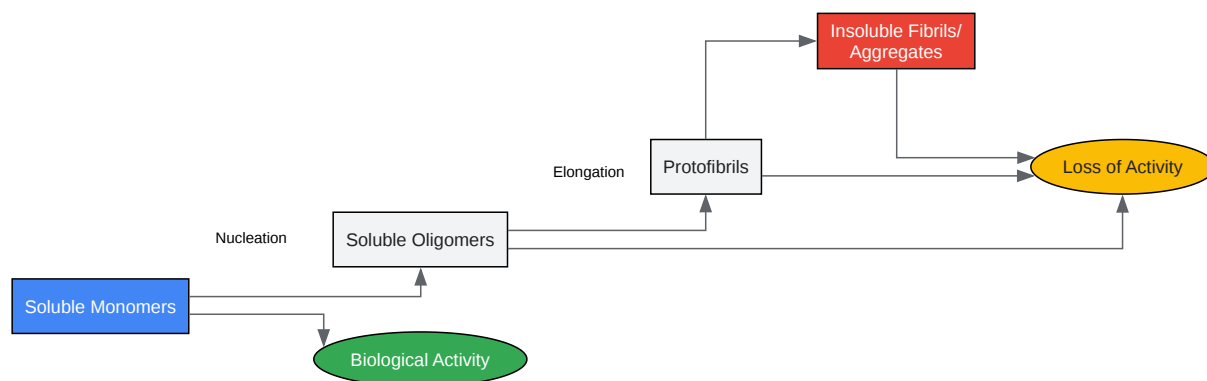 Insoluble Fibrils/
Aggregates
Elongation
Protofibrils
Loss of Activity
Nucleation
Soluble Oligomers
Soluble Monomers
Biological Activity